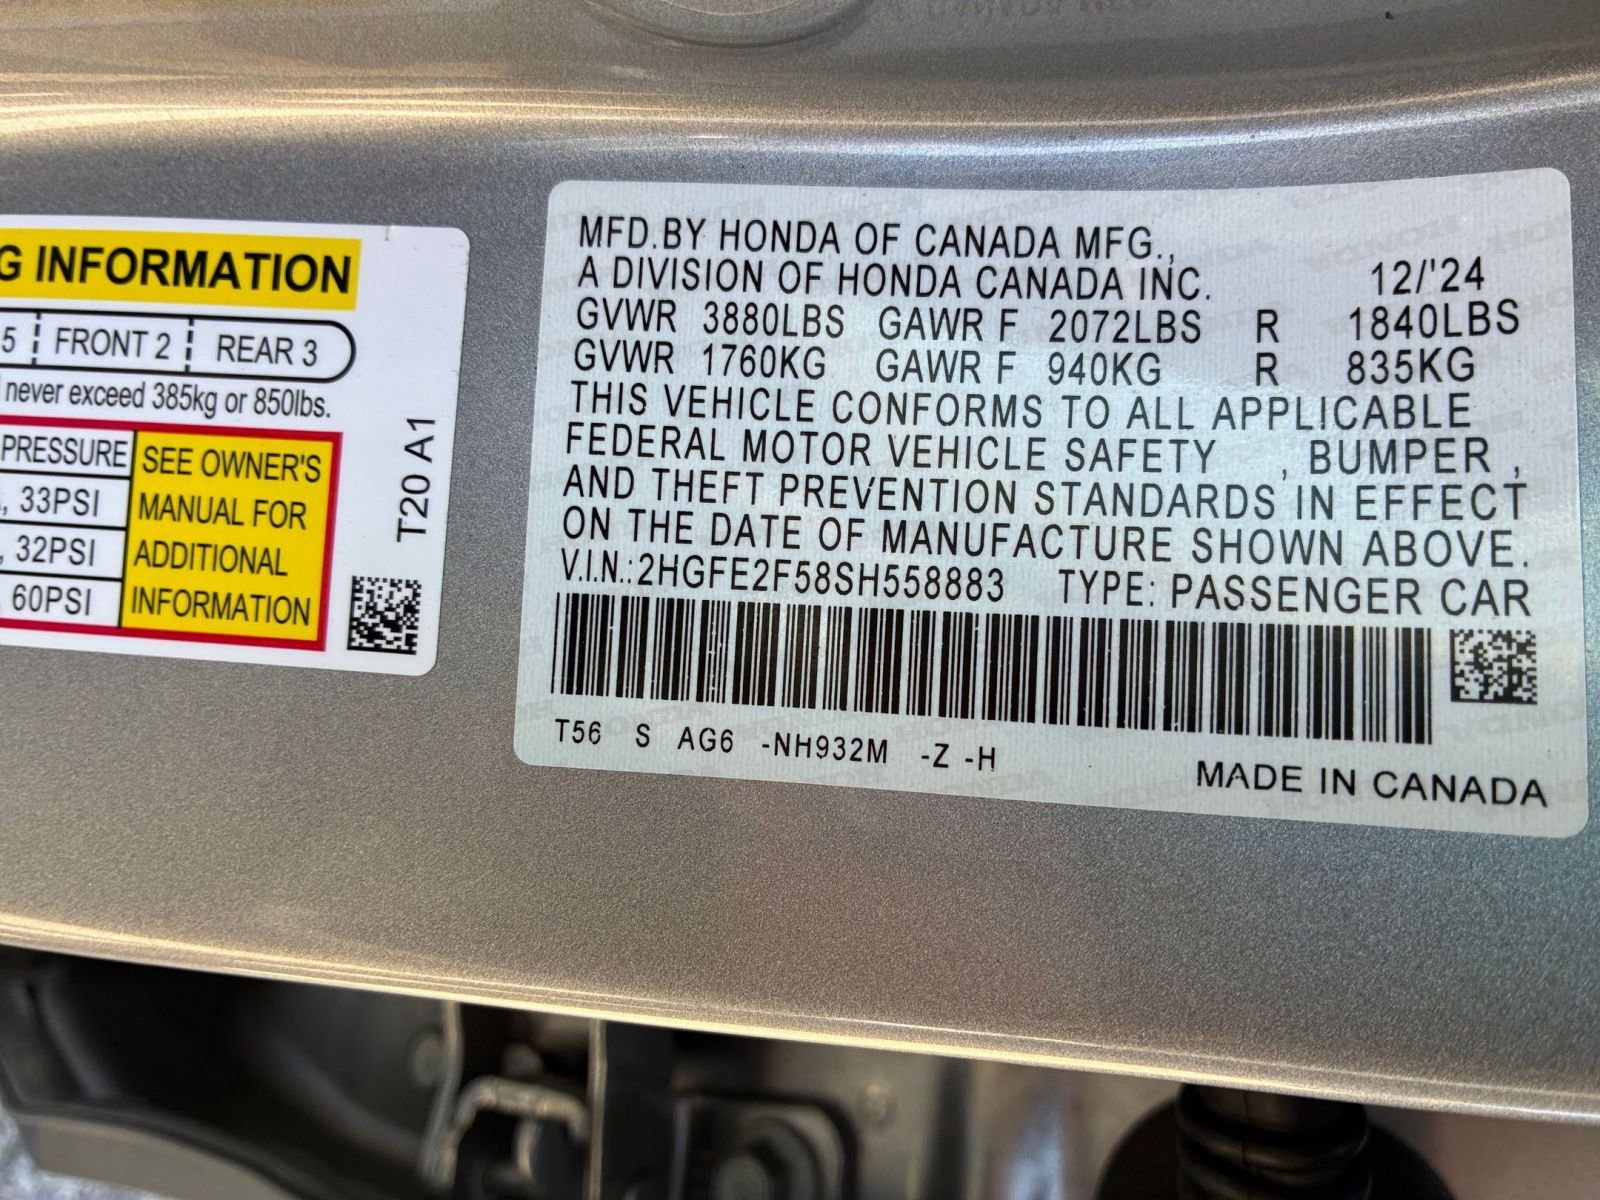 G INFORMATION
5 FRONT 2 REAR 3
never exceed 385kg or 850lbs.
PRESSURE
, 33PSI
, 32PSI
, 60PSI
SEE OWNER'S
MANUAL FOR
ADDITIONAL
INFORMATION
T20 A1
MFD.BY HONDA OF CANADA MFG.,
A DIVISION OF HONDA CANADA INC. 12/'24
GVWR 3880LBS GAWR F 2072LBS R 1840LBS
GVWR 1760KG GAWR F 940KG R 835KG
THIS VEHICLE CONFORMS TO ALL APPLICABLE
FEDERAL MOTOR VEHICLE SAFETY , BUMPER ,
AND THEFT PREVENTION STANDARDS IN EFFECT
ON THE DATE OF MANUFACTURE SHOWN ABOVE.
V.I.N.:2HGFE2F58SH558883 TYPE: PASSENGER CAR
T56 S AG6 -NH932M -Z -H
MADE IN CANADA